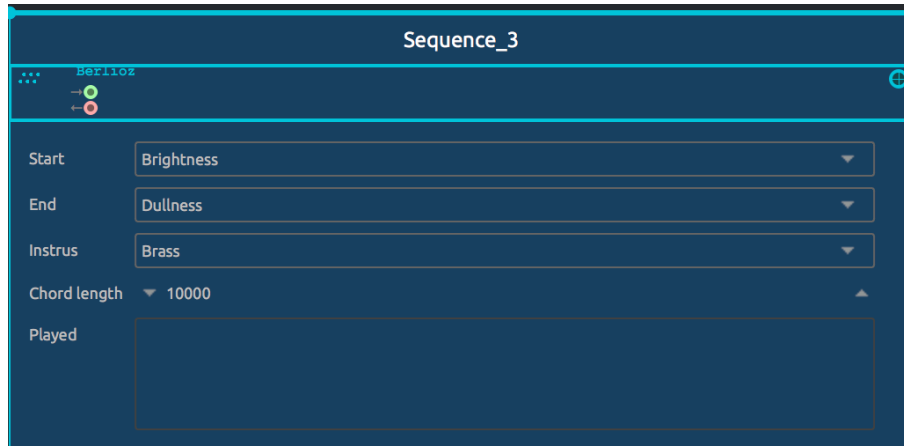 Sequence_3
Berlioz
Start Brightness
End Dullness
Instrus Brass
Chord length 10000
Played